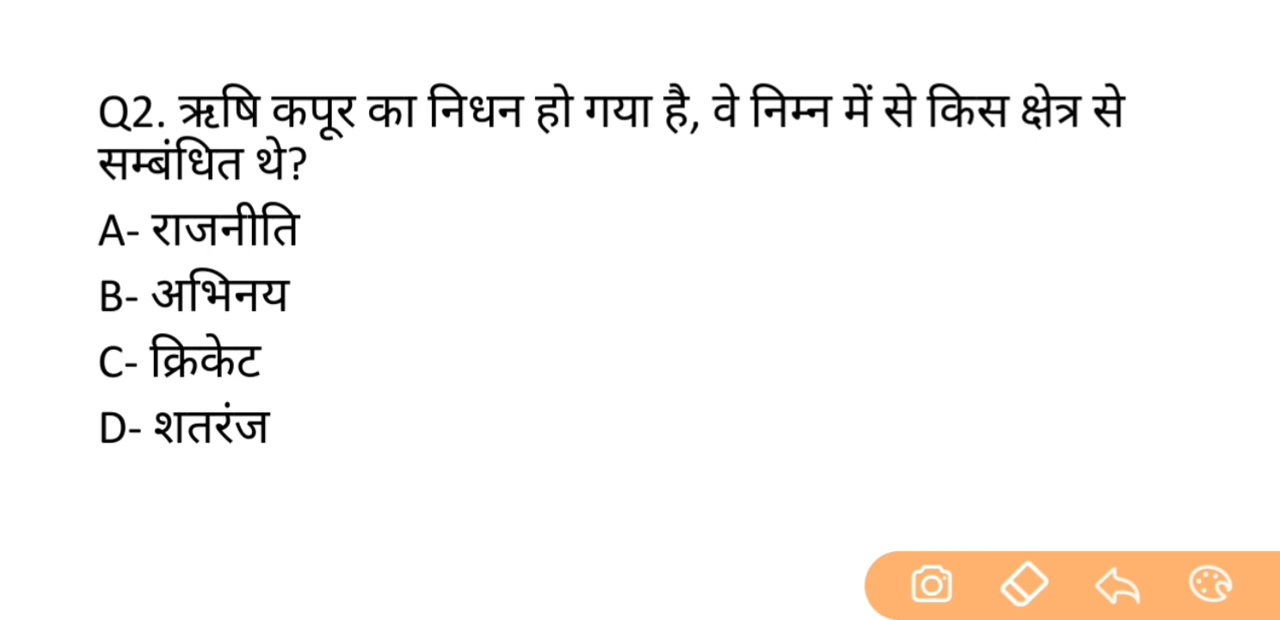 Q2. ऋषि कपूर का निधन हो गया है, वे निम्न में से किस क्षेत्र से
सम्बंधित थे?
A- राजनीति
B- अभिनय
C- क्रिकेट
D- शतरंज